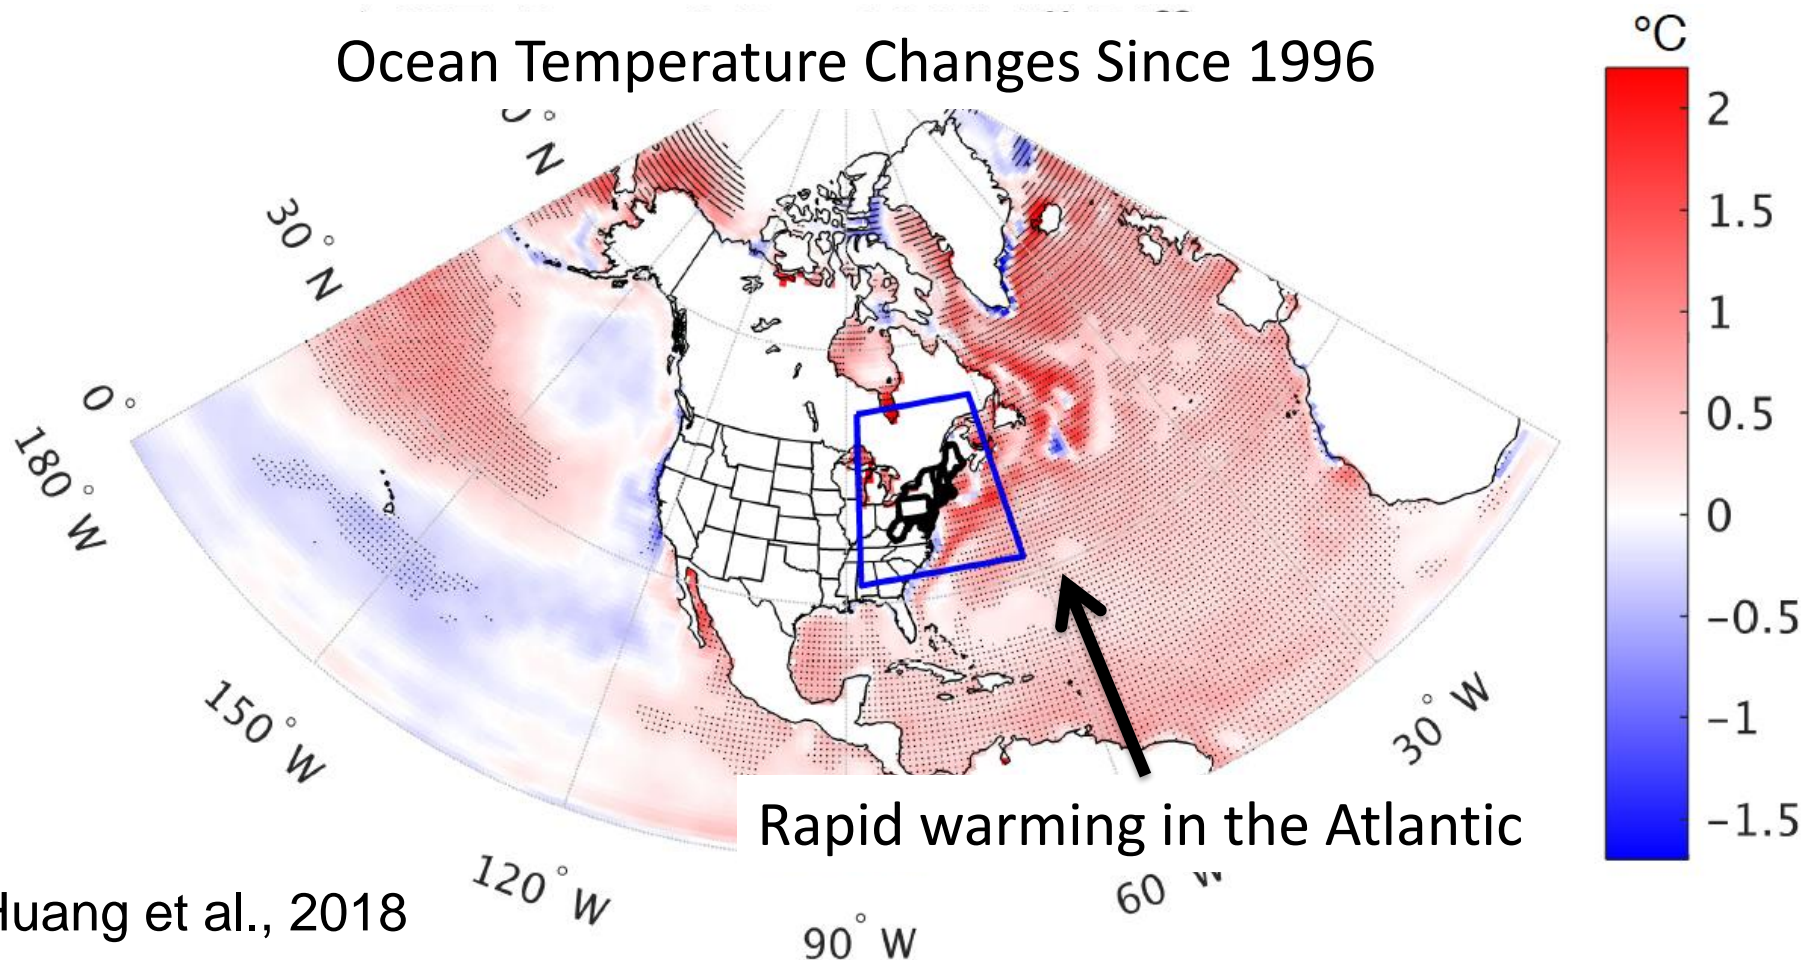 Ocean Temperature Changes Since 1996
°C
2
1.5
1
0.5
0
−0.5
−1
−1.5
° N
30° N
0°
180° W
150° W
120° W
90° W
60
30° W
Rapid warming in the Atlantic
Huang et al., 2018